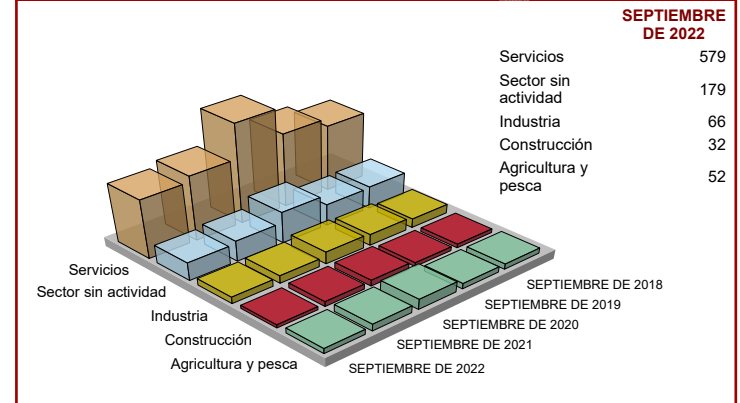 SEPTIEMBRE
DE 2022
Servicios 579
Sector sin
actividad 179
Industria 66
Construcción 32
Agricultura y
pesca 52
Servicios
Sector sin actividad
Industria
Construcción
Agricultura y pesca
SEPTIEMBRE DE 2018
SEPTIEMBRE DE 2019
SEPTIEMBRE DE 2020
SEPTIEMBRE DE 2021
SEPTIEMBRE DE 2022